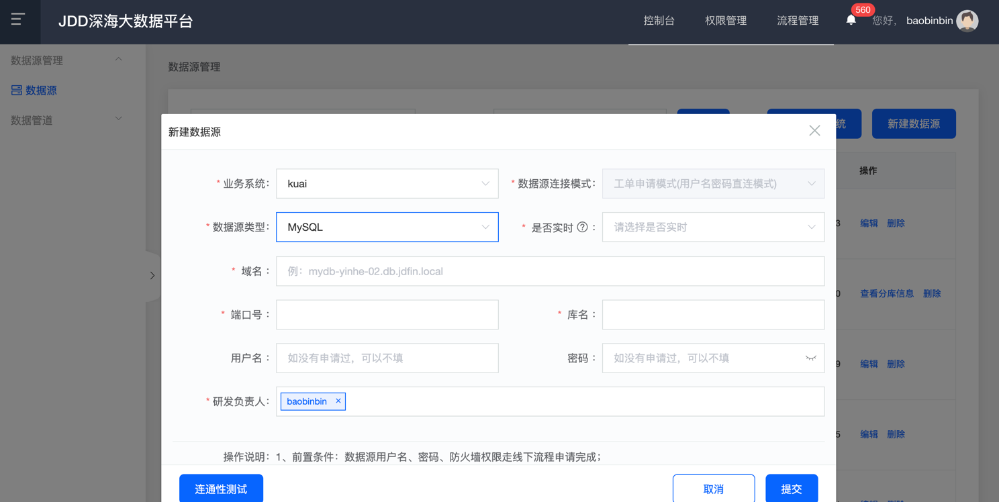 JDD深海大数据平台
控制台 权限管理 流程管理 560 您好, baobinbin
数据源管理
数据源
数据管道
数据源管理
统 新建数据源
新建数据源
* 业务系统: kuai * 数据源连接模式: 工单申请模式(用户名密码直连模式)
* 数据源类型: MySQL * 是否实时 ? : 请选择是否实时
* 域名 : 例：mydb-yinhe-02.db.jdfin.local
* 端口号 : * 库名 :
用户名 : 如没有申请过，可以不填 密码 : 如没有申请过，可以不填
* 研发负责人: baobinbin ×
操作说明: 1、前置条件：数据源用户名、密码、防火墙权限走线下流程申请完成；
连通性测试 取消 提交
操作
3 编辑 删除
0 查看分库信息 删除
9 编辑 删除
5 编辑 删除